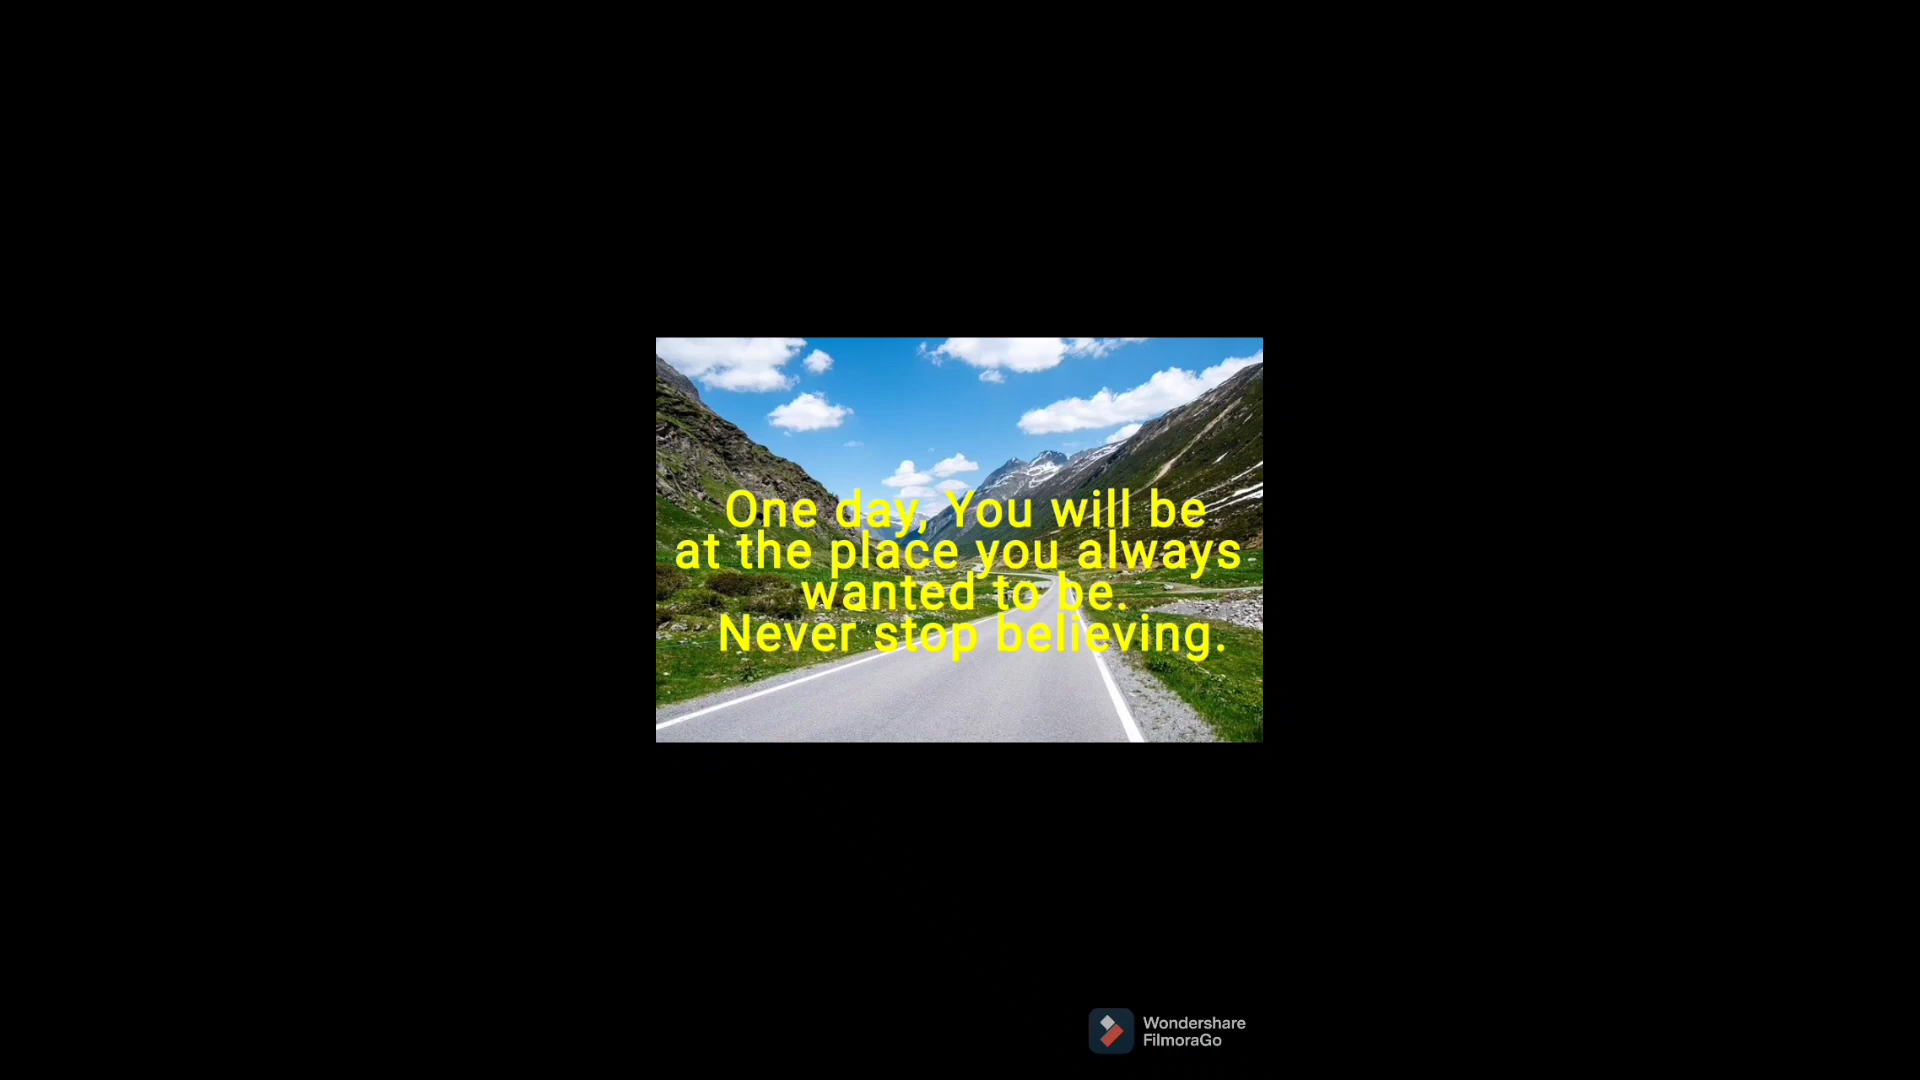 One day, You will be
at the place you always
wanted to be.
Never stop believing.
Wondershare
FilmoraGo